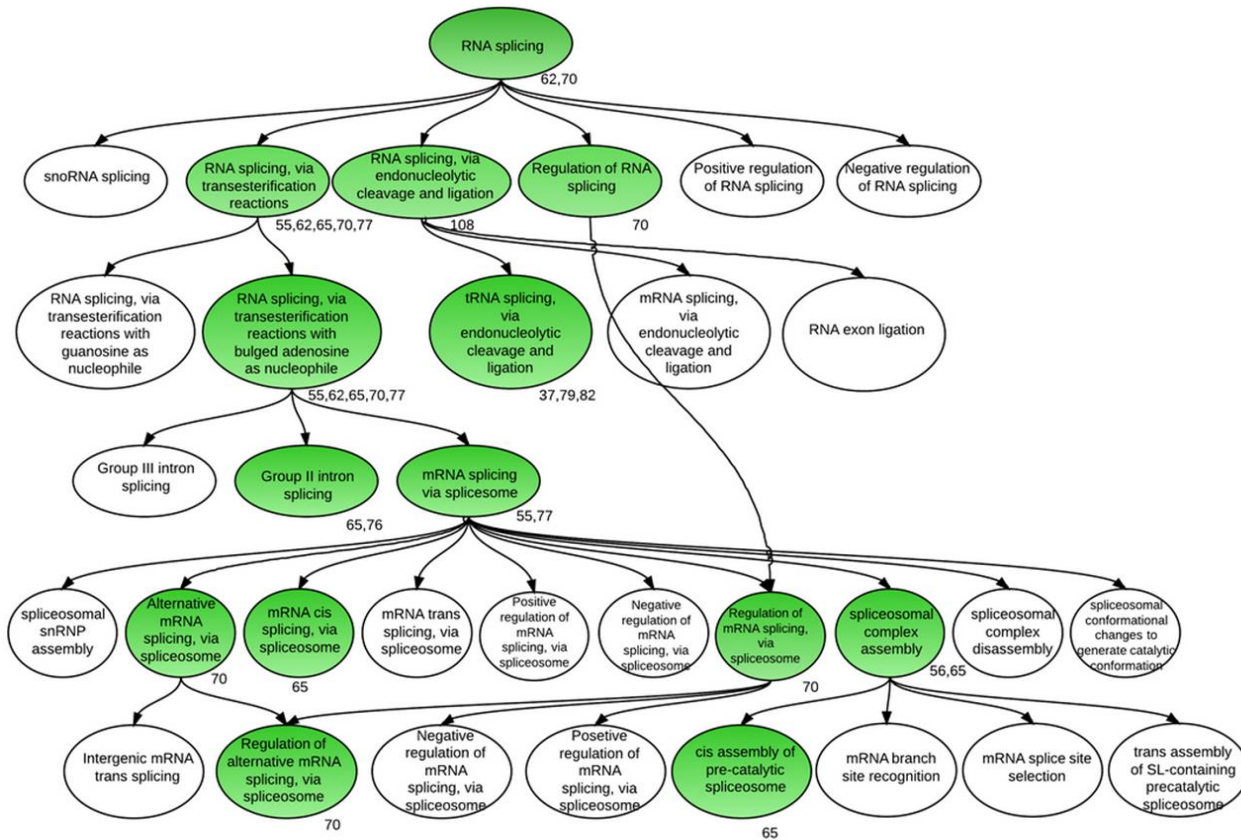 RNA splicing
62,70
snoRNA splicing
RNA splicing, via
transesterification
reactions
55,62,65,70,77
RNA splicing, via
endonucleolytic
cleavage and ligation
108
Regulation of RNA
splicing
70
Positive regulation
of RNA splicing
Negative regulation
of RNA splicing
RNA splicing, via
transesterification
reactions with
guanosine as
nucleophile
RNA splicing, via
transesterification
reactions with
bulged adenosine
as nucleophile
55,62,65,70,77
tRNA splicing,
via
endonucleolytic
cleavage and
ligation
37,79,82
mRNA splicing,
via
endonucleolytic
cleavage and
ligation
RNA exon ligation
Group III intron
splicing
Group II intron
splicing
65,76
mRNA splicing
via splicesome
55,77
spliceosomal
snRNP
assembly
Alternative
mRNA
splicing, via
spliceosome
70
mRNA cis
splicing, via
spliceosome
65
mRNA trans
splicing, via
spliceosome
Positive
regulation of
mRNA
splicing, via
spliceosome
Negative
regulation of
mRNA
splicing, via
spliceosome
Regulation of
mRNA splicing,
via
spliceosome
70
spliceosomal
complex
assembly
56,65
spliceosomal
complex
disassembly
spliceosomal
conformational
changes to
generate catalytic
conformation
Intergenic mRNA
trans splicing
Regulation of
alternative mRNA
splicing, via
spliceosome
70
Negative
regulation of
mRNA
splicing, via
spliceosome
Posetive
regulation of
mRNA
splicing, via
spliceosome
cis assembly of
pre-catalytic
spliceosome
65
mRNA branch
site recognition
mRNA splice site
selection
trans assembly
of SL-containing
precatalytic
spliceosome